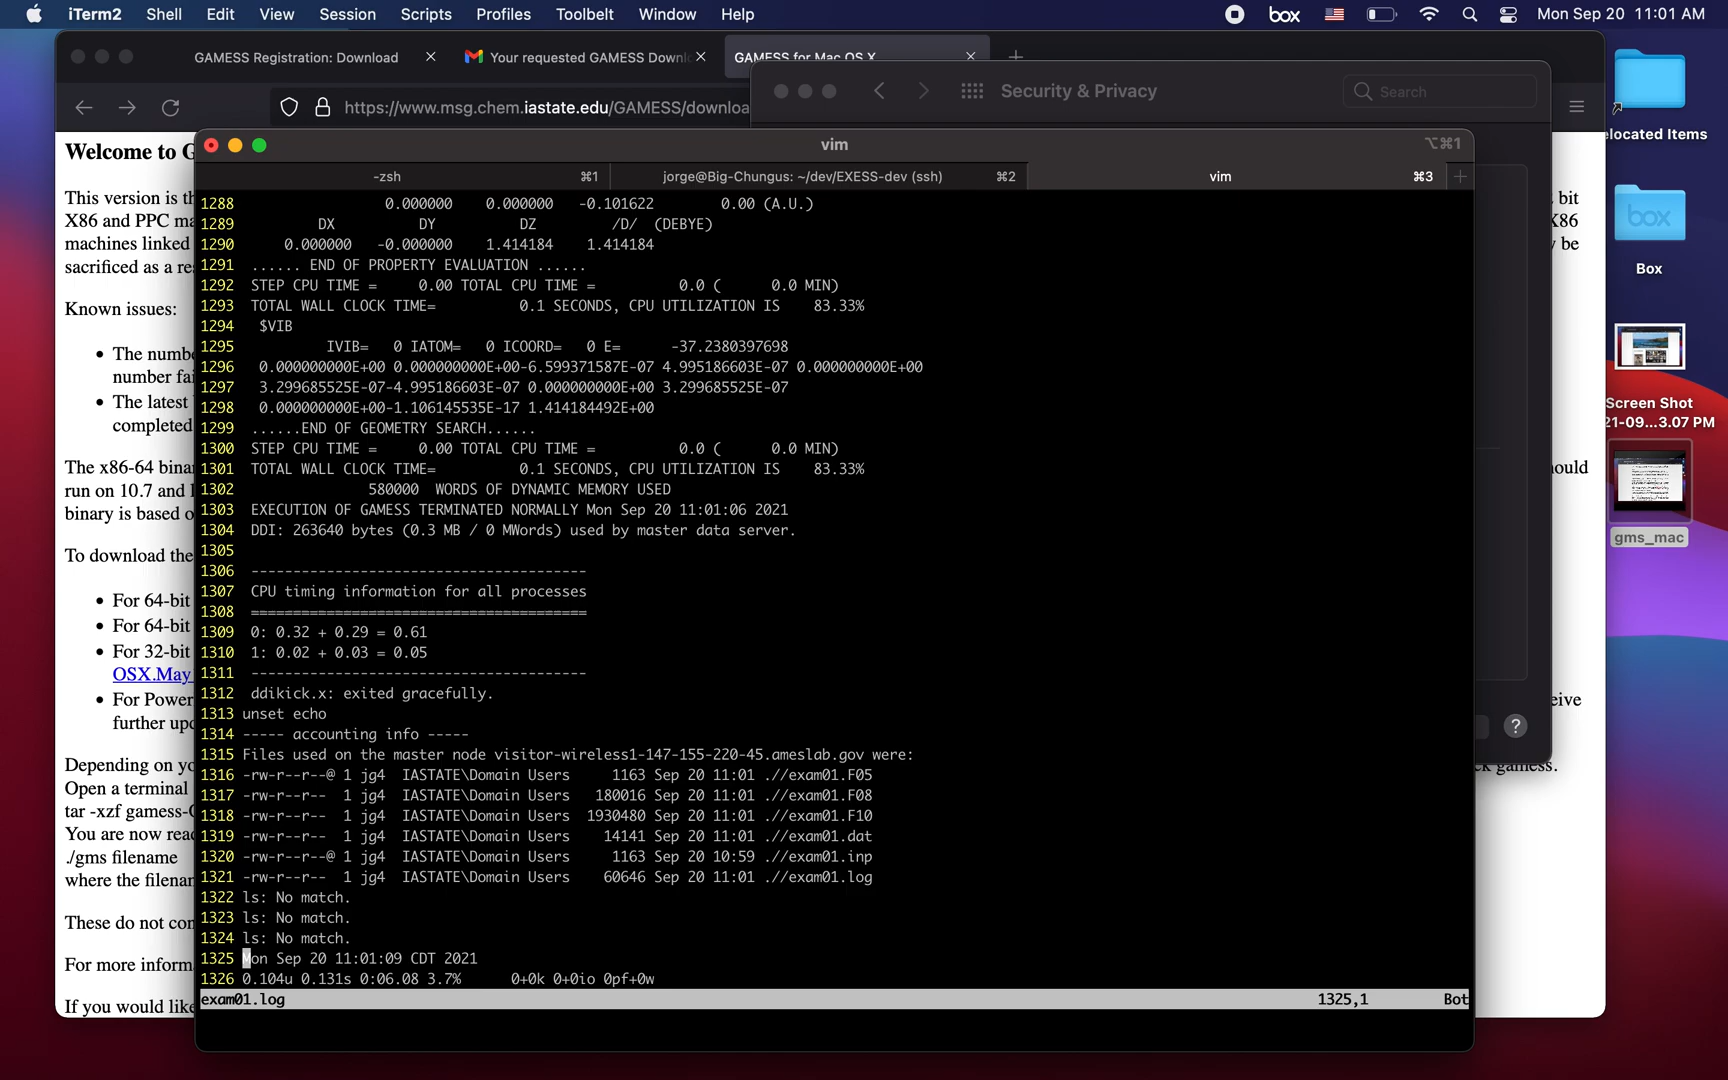 iTerm2 Shell Edit View Session Scripts Profiles Toolbelt Window Help box Mon Sep 20 11:01 AM
GAMESS Registration: Download Your requested GAMESS Downl GAMESS for Mac OS X
https://www.msg.chem.iastate.edu/GAMESS/downloa
Security & Privacy Search
elocated Items
Box
Screen Shot
21-09...3.07 PM
gms_mac
Welcome to G
This version is th
X86 and PPC ma
machines linked
sacrificed as a re
Known issues:
• The numb
number fai
• The latest
completed
The x86-64 bina
run on 10.7 and
binary is based o
To download the
• For 64-bit
• For 64-bit
• For 32-bit
OSX.May
• For Power
further upd
Depending on yo
Open a terminal
tar -xzf gamess-
You are now rea
./gms filename
where the filenam
These do not con
For more inform
If you would like
bit
X86
y be
ould
eive
ck gamess.
?
vim ⌥⌘1
-zsh ⌘1 jorge@Big-Chungus: ~/dev/EXESS-dev (ssh) ⌘2 vim ⌘3
1288 0.000000 0.000000 -0.101622 0.00 (A.U.)
1289 DX DY DZ /D/ (DEBYE)
1290 0.000000 -0.000000 1.414184 1.414184
1291 ...... END OF PROPERTY EVALUATION ......
1292 STEP CPU TIME = 0.00 TOTAL CPU TIME = 0.0 ( 0.0 MIN)
1293 TOTAL WALL CLOCK TIME= 0.1 SECONDS, CPU UTILIZATION IS 83.33%
1294 $VIB
1295 IVIB= 0 IATOM= 0 ICOORD= 0 E= -37.2380397698
1296 0.000000000E+00 0.000000000E+00-6.599371587E-07 4.995186603E-07 0.000000000E+00
1297 3.299685525E-07-4.995186603E-07 0.000000000E+00 3.299685525E-07
1298 0.000000000E+00-1.106145535E-17 1.414184492E+00
1299 ......END OF GEOMETRY SEARCH......
1300 STEP CPU TIME = 0.00 TOTAL CPU TIME = 0.0 ( 0.0 MIN)
1301 TOTAL WALL CLOCK TIME= 0.1 SECONDS, CPU UTILIZATION IS 83.33%
1302 580000 WORDS OF DYNAMIC MEMORY USED
1303 EXECUTION OF GAMESS TERMINATED NORMALLY Mon Sep 20 11:01:06 2021
1304 DDI: 263640 bytes (0.3 MB / 0 MWords) used by master data server.
1305
1306 ----------------------------------------
1307 CPU timing information for all processes
1308 ========================================
1309 0: 0.32 + 0.29 = 0.61
1310 1: 0.02 + 0.03 = 0.05
1311 ----------------------------------------
1312 ddikick.x: exited gracefully.
1313 unset echo
1314 ----- accounting info -----
1315 Files used on the master node visitor-wireless1-147-155-220-45.ameslab.gov were:
1316 -rw-r--r--@ 1 jg4 IASTATE\Domain Users 1163 Sep 20 11:01 .//exam01.F05
1317 -rw-r--r-- 1 jg4 IASTATE\Domain Users 180016 Sep 20 11:01 .//exam01.F08
1318 -rw-r--r-- 1 jg4 IASTATE\Domain Users 1930480 Sep 20 11:01 .//exam01.F10
1319 -rw-r--r-- 1 jg4 IASTATE\Domain Users 14141 Sep 20 11:01 .//exam01.dat
1320 -rw-r--r--@ 1 jg4 IASTATE\Domain Users 1163 Sep 20 10:59 .//exam01.inp
1321 -rw-r--r-- 1 jg4 IASTATE\Domain Users 60646 Sep 20 11:01 .//exam01.log
1322 ls: No match.
1323 ls: No match.
1324 ls: No match.
1325 Mon Sep 20 11:01:09 CDT 2021
1326 0.104u 0.131s 0:06.08 3.7% 0+0k 0+0io 0pf+0w
exam01.log 1325,1 Bot